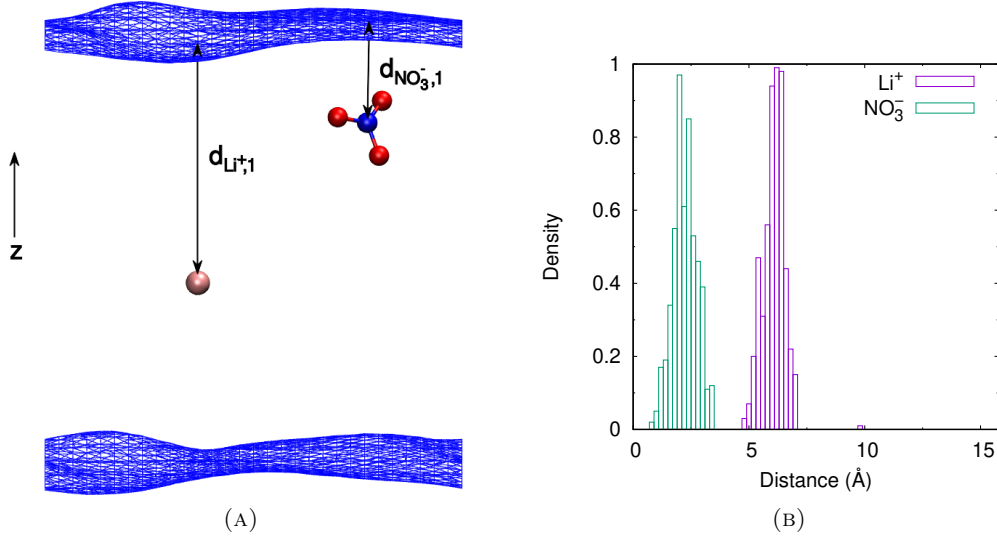 d_{NO_3^-,1}
d_{Li^+,1}
z
(A)
Li^+
NO_3^-
1
0.8
0.6
0.4
0.2
0
Density
0 5 10 15
Distance (Å)
(B)